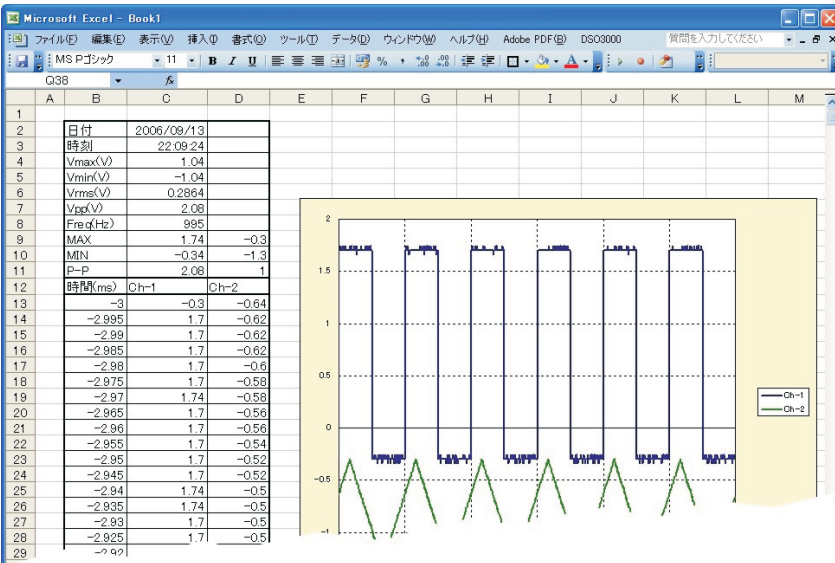 Microsoft Excel - Book1
ファイル(F) 編集(E) 表示(V) 挿入(I) 書式(O) ツール(T) データ(D) ウィンドウ(W) ヘルプ(H) Adobe PDF(B) DSO3000 質問を入力してください
MS Pゴシック 11 B I U
Q38 fx
A B C D E F G H I J K L M
1
2 日付 2006/09/13
3 時刻 22:09:24
4 Vmax(V) 1.04
5 Vmin(V) -1.04
6 Vrms(V) 0.2864
7 Vpp(V) 2.08
8 Freq(Hz) 995
9 MAX 1.74 -0.3
10 MIN -0.34 -1.3
11 P-P 2.08 1
12 時間(ms) Ch-1 Ch-2
13 -3 -0.3 -0.64
14 -2.995 1.7 -0.62
15 -2.99 1.7 -0.62
16 -2.985 1.7 -0.62
17 -2.98 1.7 -0.6
18 -2.975 1.7 -0.58
19 -2.97 1.74 -0.58
20 -2.965 1.7 -0.56
21 -2.96 1.7 -0.56
22 -2.955 1.7 -0.54
23 -2.95 1.7 -0.52
24 -2.945 1.7 -0.52
25 -2.94 1.74 -0.5
26 -2.935 1.74 -0.5
27 -2.93 1.7 -0.5
28 -2.925 1.7 -0.5
29 -2.92
2
1.5
1
0.5
0
-0.5
-1
Ch-1
Ch-2